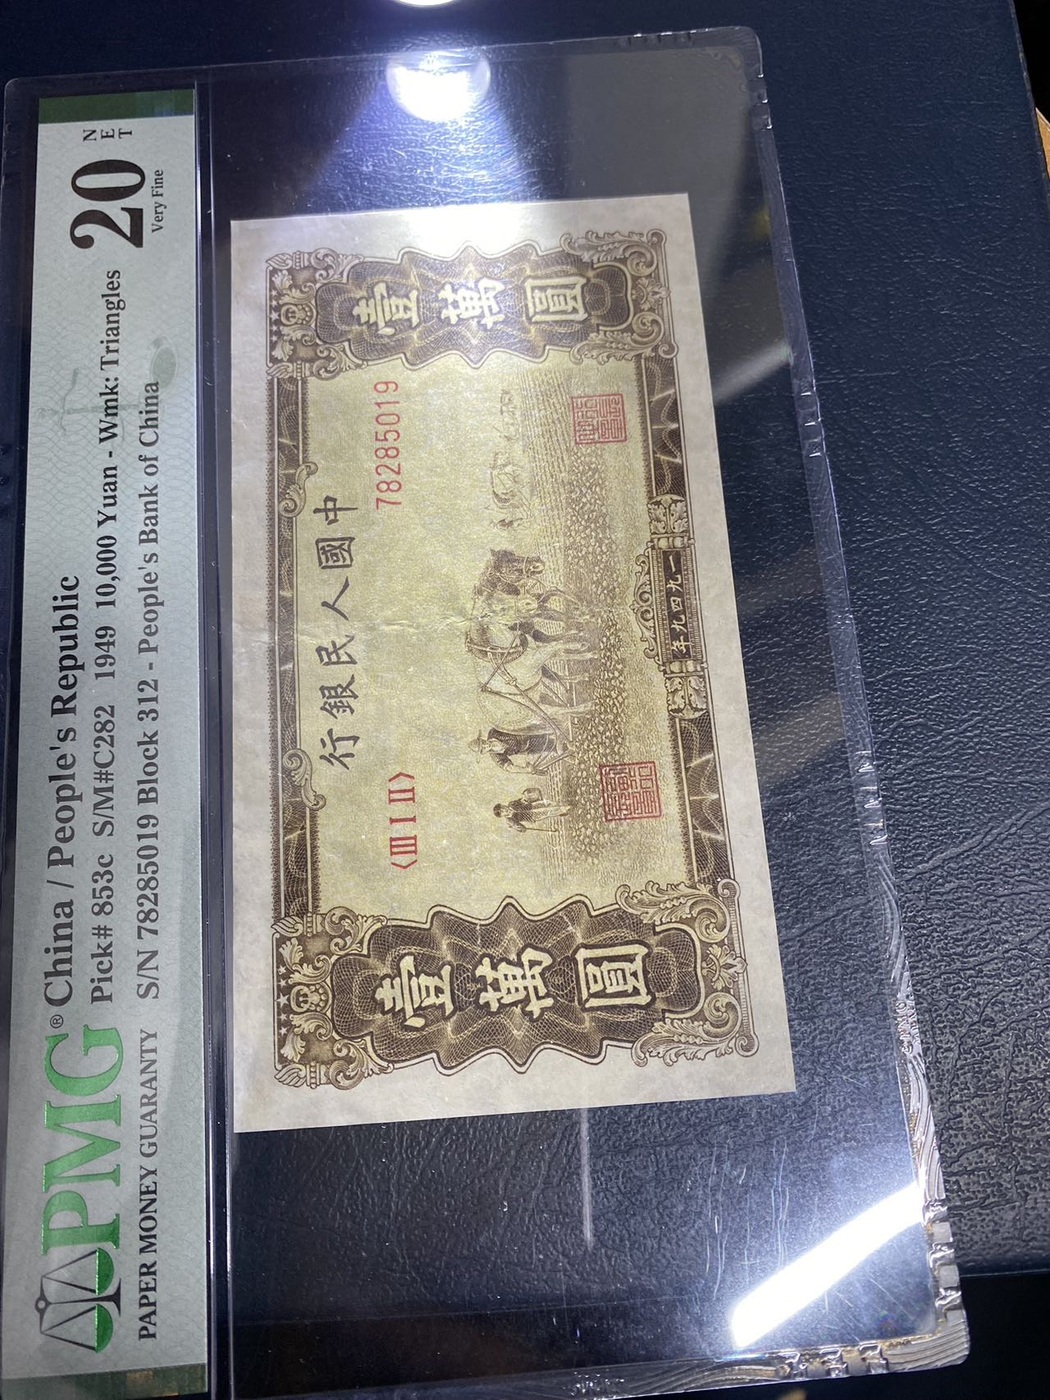 PMG®
PAPER MONEY GUARANTY
China / People's Republic
Pick# 853c S/M#C282 1949 10,000 Yuan - Wmk: Triangles
S/N 78285019 Block 312 - People's Bank of China
20
NET
Very Fine
行銀民人國中
〈III I II〉
78285019
壹萬圓
壹萬圓
年九四九一